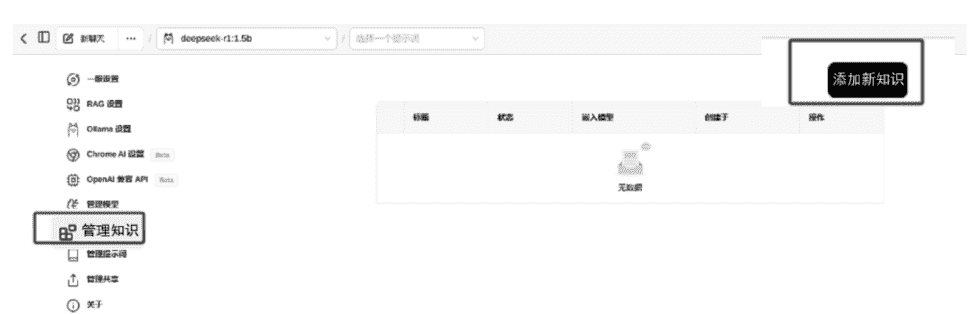 新聊天 ··· / deepseek-r1:1.5b / 选择一个提示词
添加新知识
一般设置
RAG 设置
Ollama 设置
Chrome AI 设置 Beta
OpenAI 兼容 API Beta
管理模型
管理知识
管理提示词
管理共享
关于
标题 状态 嵌入模型 创建于 操作
无数据